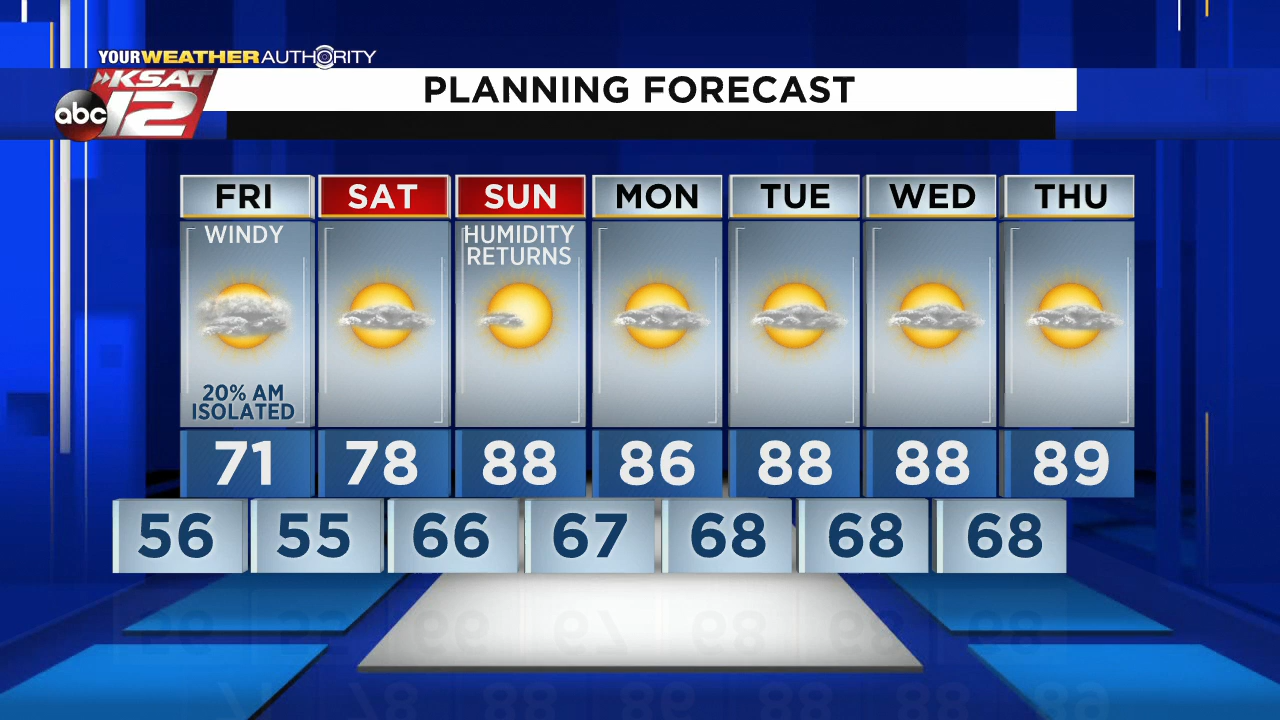 YOURWEATHERAUTHORITY
KSAT
abc 12
PLANNING FORECAST
FRI SAT SUN MON TUE WED THU
WINDY HUMIDITY
RETURNS
20% AM
ISOLATED
71 78 88 86 88 88 89
56 55 66 67 68 68 68